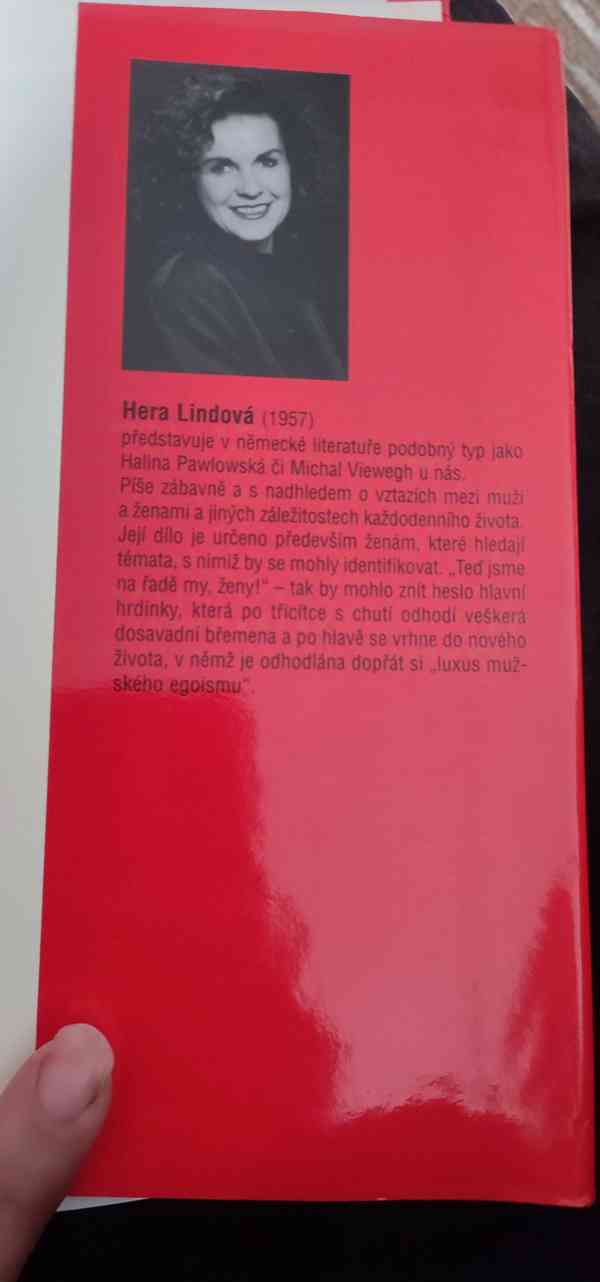 Hera Lindová (1957)
představuje v německé literatuře podobný typ jako
Halina Pawlowská či Michal Viewegh u nás.
Píše zábavně a s nadhledem o vztazích mezi muži
a ženami a jiných záležitostech každodenního života.
Její dílo je určeno především ženám, které hledají
témata, s nimiž by se mohly identifikovat. „Teď jsme
na řadě my, ženy!“ – tak by mohlo znít heslo hlavní
hrdinky, která po třicítce s chutí odhodí veškerá
dosavadní břemena a po hlavě se vrhne do nového
života, v němž je odhodlána dopřát si „luxus muž-
ského egoismu“.